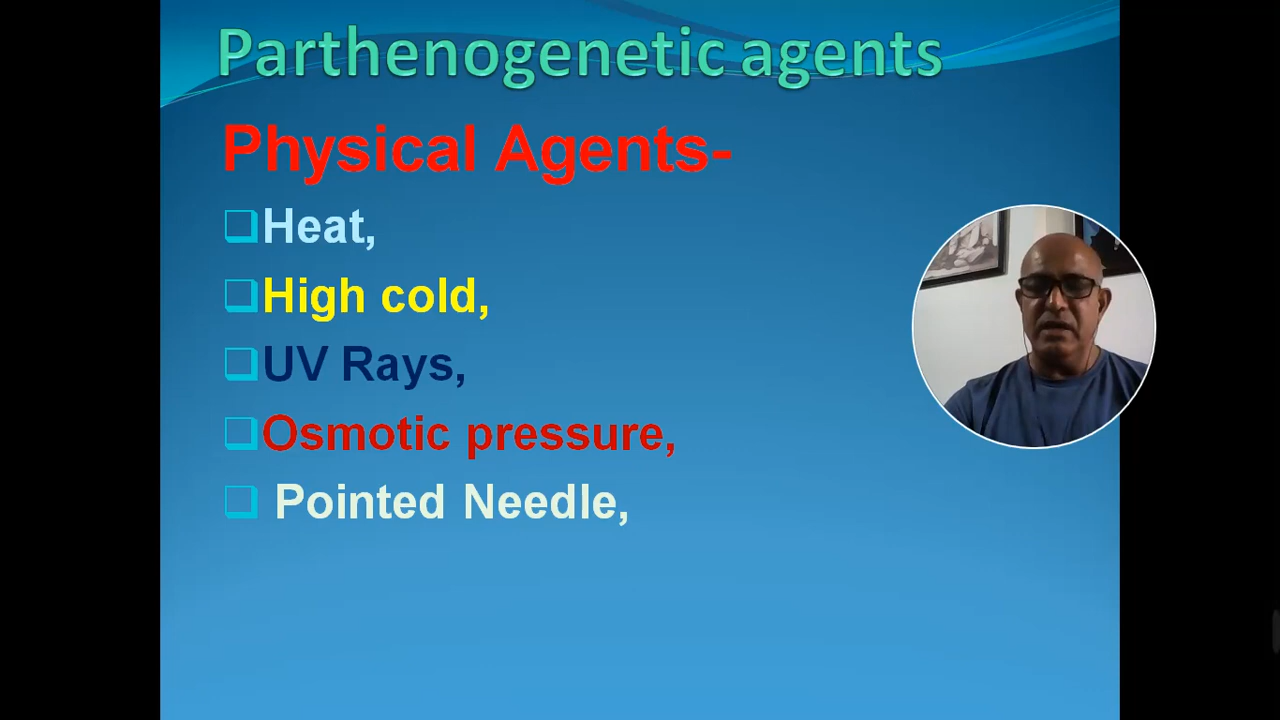 Parthenogenetic agents
Physical Agents-
Heat,
High cold,
UV Rays,
Osmotic pressure,
Pointed Needle,